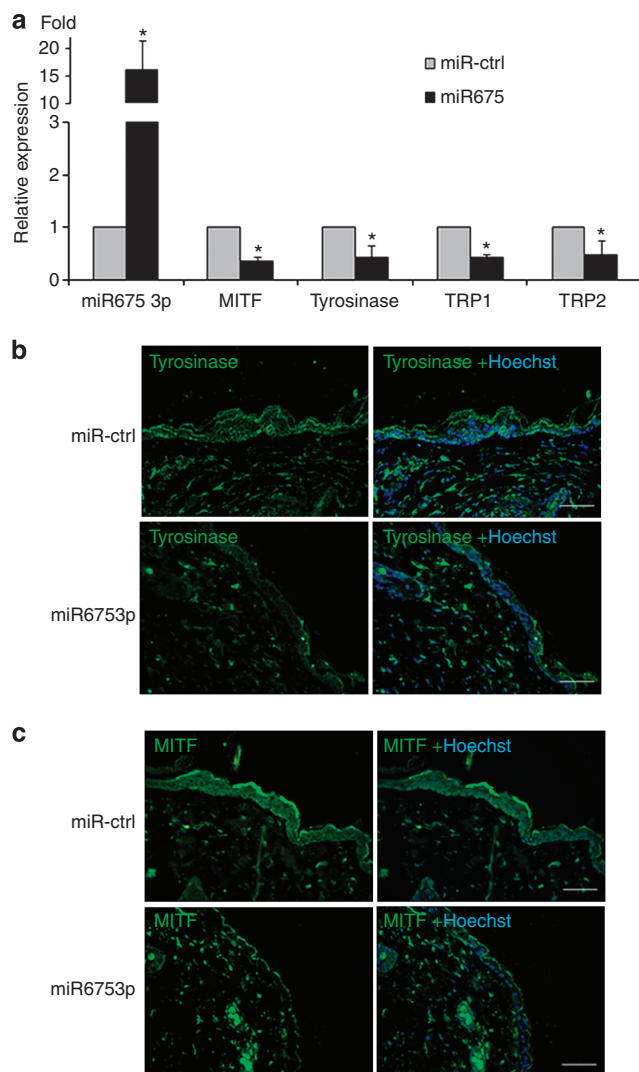 a
Fold
Relative expression
20
15
10
3
1
0
*
*
*
*
*
miR-ctrl
miR675
miR675 3p
MITF
Tyrosinase
TRP1
TRP2
b
Tyrosinase
Tyrosinase +Hoechst
miR-ctrl
Tyrosinase
Tyrosinase +Hoechst
miR6753p
c
MITF
MITF +Hoechst
miR-ctrl
MITF
MITF +Hoechst
miR6753p